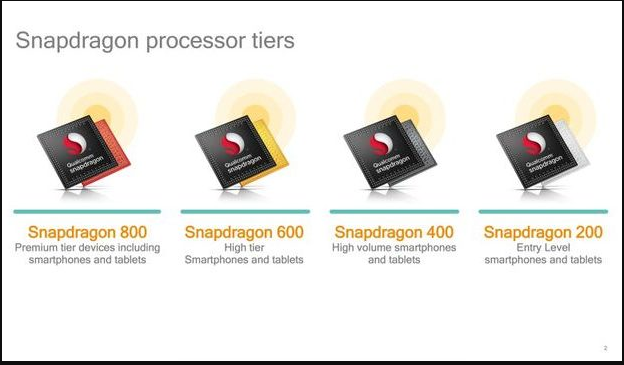 Snapdragon processor tiers
Qualcomm
snapdragon
Qualcomm
snapdragon
Qualcomm
snapdragon
Qualcomm
snapdragon
Snapdragon 800
Premium tier devices including
smartphones and tablets
Snapdragon 600
High tier
Smartphones and tablets
Snapdragon 400
High volume smartphones
and tablets
Snapdragon 200
Entry Level
smartphones and tablets
2